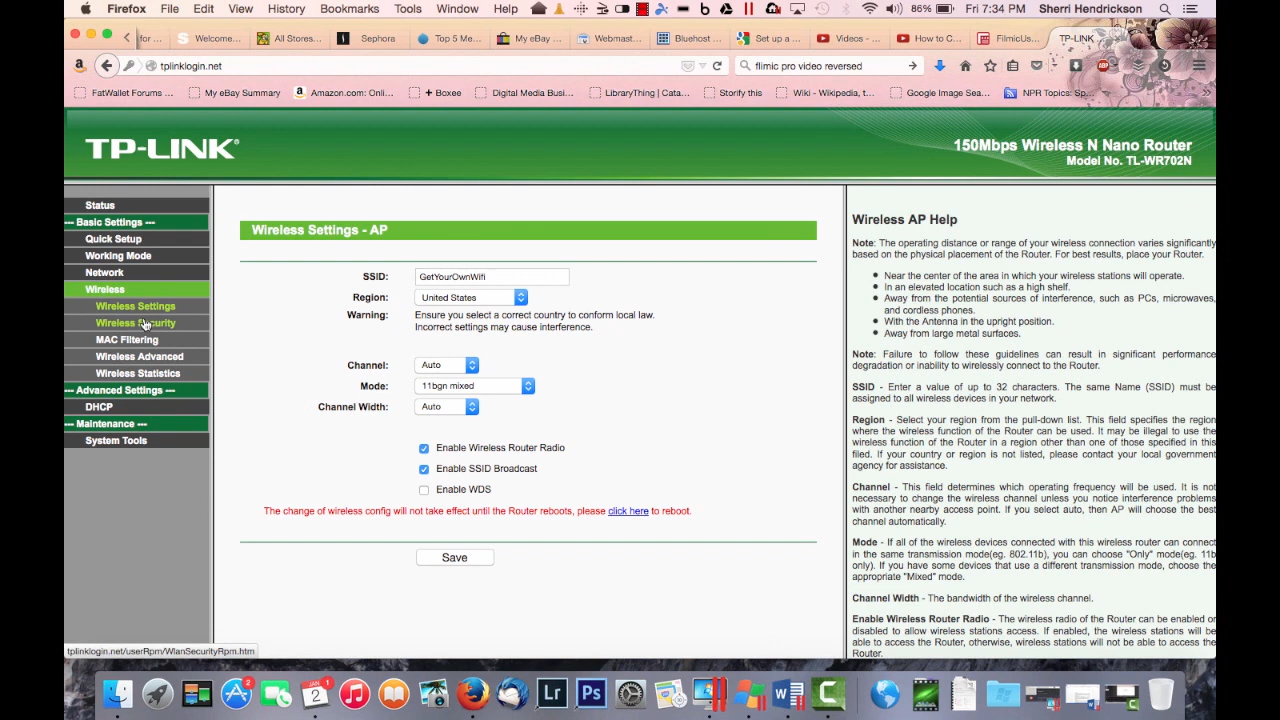 Firefox File Edit View History Bookmarks Tools Window Help 86% Fri 7:34 PM Sherri Hendrickson
for ... Welcome... All Stores... Sephora Top 5 Me... My eBay ... Webmast... Bluehost ... Set up a ... Videos - ... How to C... FilmicUs... TP-LINK
tplinklogin.net flimic pro video reversed
FatWallet Forums ... My eBay Summary Amazon.com: Onli... + Boxee Digital Media Busi... LibraryThing | Cata... Storify this Wiki - Wikipedia, t... Google Image Sea... NPR Topics: Sp...
TP-LINK®
150Mbps Wireless N Nano Router
Model No. TL-WR702N
Status
--- Basic Settings ---
Quick Setup
Working Mode
Network
Wireless
Wireless Settings
Wireless Security
MAC Filtering
Wireless Advanced
Wireless Statistics
--- Advanced Settings ---
DHCP
--- Maintenance ---
System Tools
Wireless Settings - AP
SSID: GetYourOwnWifi
Region: United States
Warning: Ensure you select a correct country to conform local law.
Incorrect settings may cause interference.
Channel: Auto
Mode: 11bgn mixed
Channel Width: Auto
Enable Wireless Router Radio
Enable SSID Broadcast
Enable WDS
The change of wireless config will not take effect until the Router reboots, please click here to reboot.
Save
Wireless AP Help
Note: The operating distance or range of your wireless connection varies significantly
based on the physical placement of the Router. For best results, place your Router.
Near the center of the area in which your wireless stations will operate.
In an elevated location such as a high shelf.
Away from the potential sources of interference, such as PCs, microwaves,
and cordless phones.
With the Antenna in the upright position.
Away from large metal surfaces.
Note: Failure to follow these guidelines can result in significant performance
degradation or inability to wirelessly connect to the Router.
SSID - Enter a value of up to 32 characters. The same Name (SSID) must be
assigned to all wireless devices in your network.
Region - Select your region from the pull-down list. This field specifies the region
where the wireless function of the Router can be used. It may be illegal to use the
wireless function of the Router in a region other than one of those specified in this
filed. If your country or region is not listed, please contact your local government
agency for assistance.
Channel - This field determines which operating frequency will be used. It is not
necessary to change the wireless channel unless you notice interference problems
with another nearby access point. If you select auto, then AP will choose the best
channel automatically.
Mode - If all of the wireless devices connected with this wireless router can connect
in the same transmission mode(eg. 802.11b), you can choose "Only" mode(eg. 11b
only). If you have some devices that use a different transmission mode, choose the
appropriate "Mixed" mode.
Channel Width - The bandwidth of the wireless channel.
Enable Wireless Router Radio - The wireless radio of the Router can be enabled or
disabled to allow wireless stations access. If enabled, the wireless stations will be
able to access the Router, otherwise, wireless stations will not be able to access the
Router.
tplinklogin.net/userRpm/WlanSecurityRpm.htm
2 JAN 2 1 Lr Ps W C